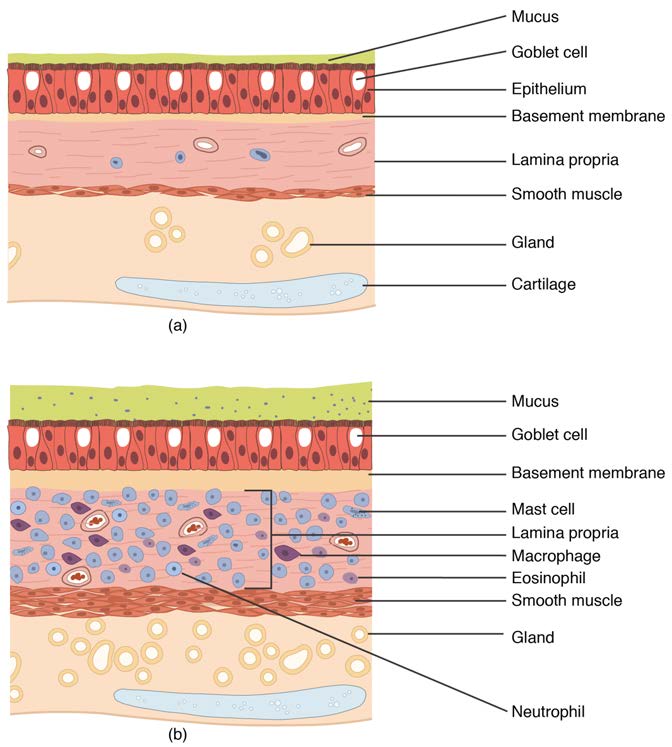 Mucus
Goblet cell
Epithelium
Basement membrane
Lamina propria
Smooth muscle
Gland
Cartilage
(a)
Mucus
Goblet cell
Basement membrane
Mast cell
Lamina propria
Macrophage
Eosinophil
Smooth muscle
Gland
Neutrophil
(b)